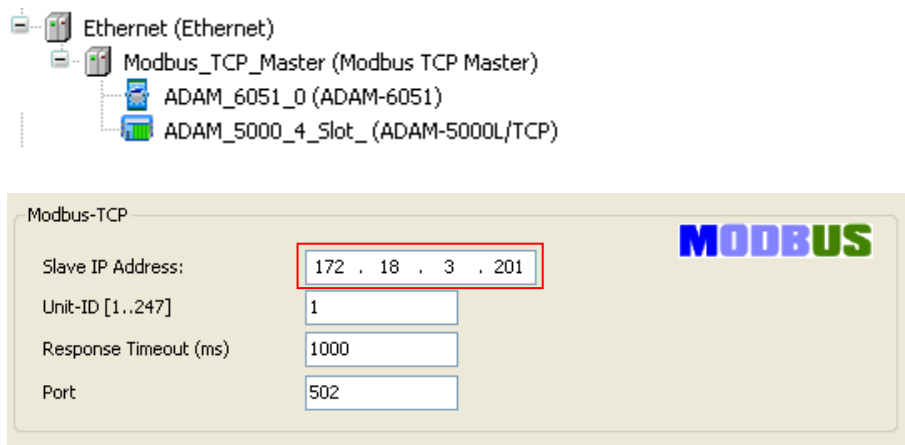 Ethernet (Ethernet)
Modbus_TCP_Master (Modbus TCP Master)
ADAM_6051_0 (ADAM-6051)
ADAM_5000_4_Slot_ (ADAM-5000L/TCP)
Modbus-TCP
MODBUS
Slave IP Address: 172 . 18 . 3 . 201
Unit-ID [1..247] 1
Response Timeout (ms) 1000
Port 502